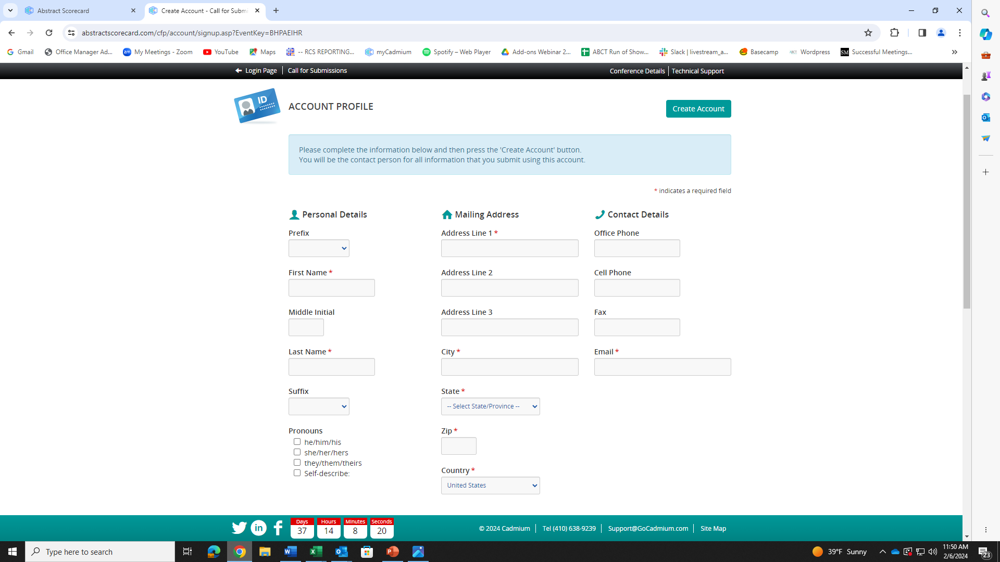 Abstract Scorecard
Create Account - Call for Submi
abstractscorecard.com/cfp/account/signup.asp?EventKey=BHPAEIHR
Gmail
Office Manager Ad...
zm My Meetings - Zoom
YouTube
Maps
-- RCS REPORTING...
myCadmium
Spotify – Web Player
Add-ons Webinar 2...
ABCT Run of Show...
Slack | livestream_a...
Basecamp
ABCT Wordpress
SM Successful Meetings...
Login Page | Call for Submissions
Conference Details | Technical Support
ID
ACCOUNT PROFILE
Create Account
Please complete the information below and then press the 'Create Account' button.
You will be the contact person for all information that you submit using this account.
* indicates a required field
Personal Details
Prefix
First Name *
Middle Initial
Last Name *
Suffix
Pronouns
he/him/his
she/her/hers
they/them/theirs
Self-describe:
Mailing Address
Address Line 1 *
Address Line 2
Address Line 3
City *
State *
-- Select State/Province --
Zip *
Country *
United States
Contact Details
Office Phone
Cell Phone
Fax
Email *
in
Days
37
Hours
14
Minutes
8
Seconds
20
© 2024 Cadmium | Tel (410) 638-9239 | Support@GoCadmium.com | Site Map
Type here to search
39°F Sunny
11:50 AM
2/6/2024
23